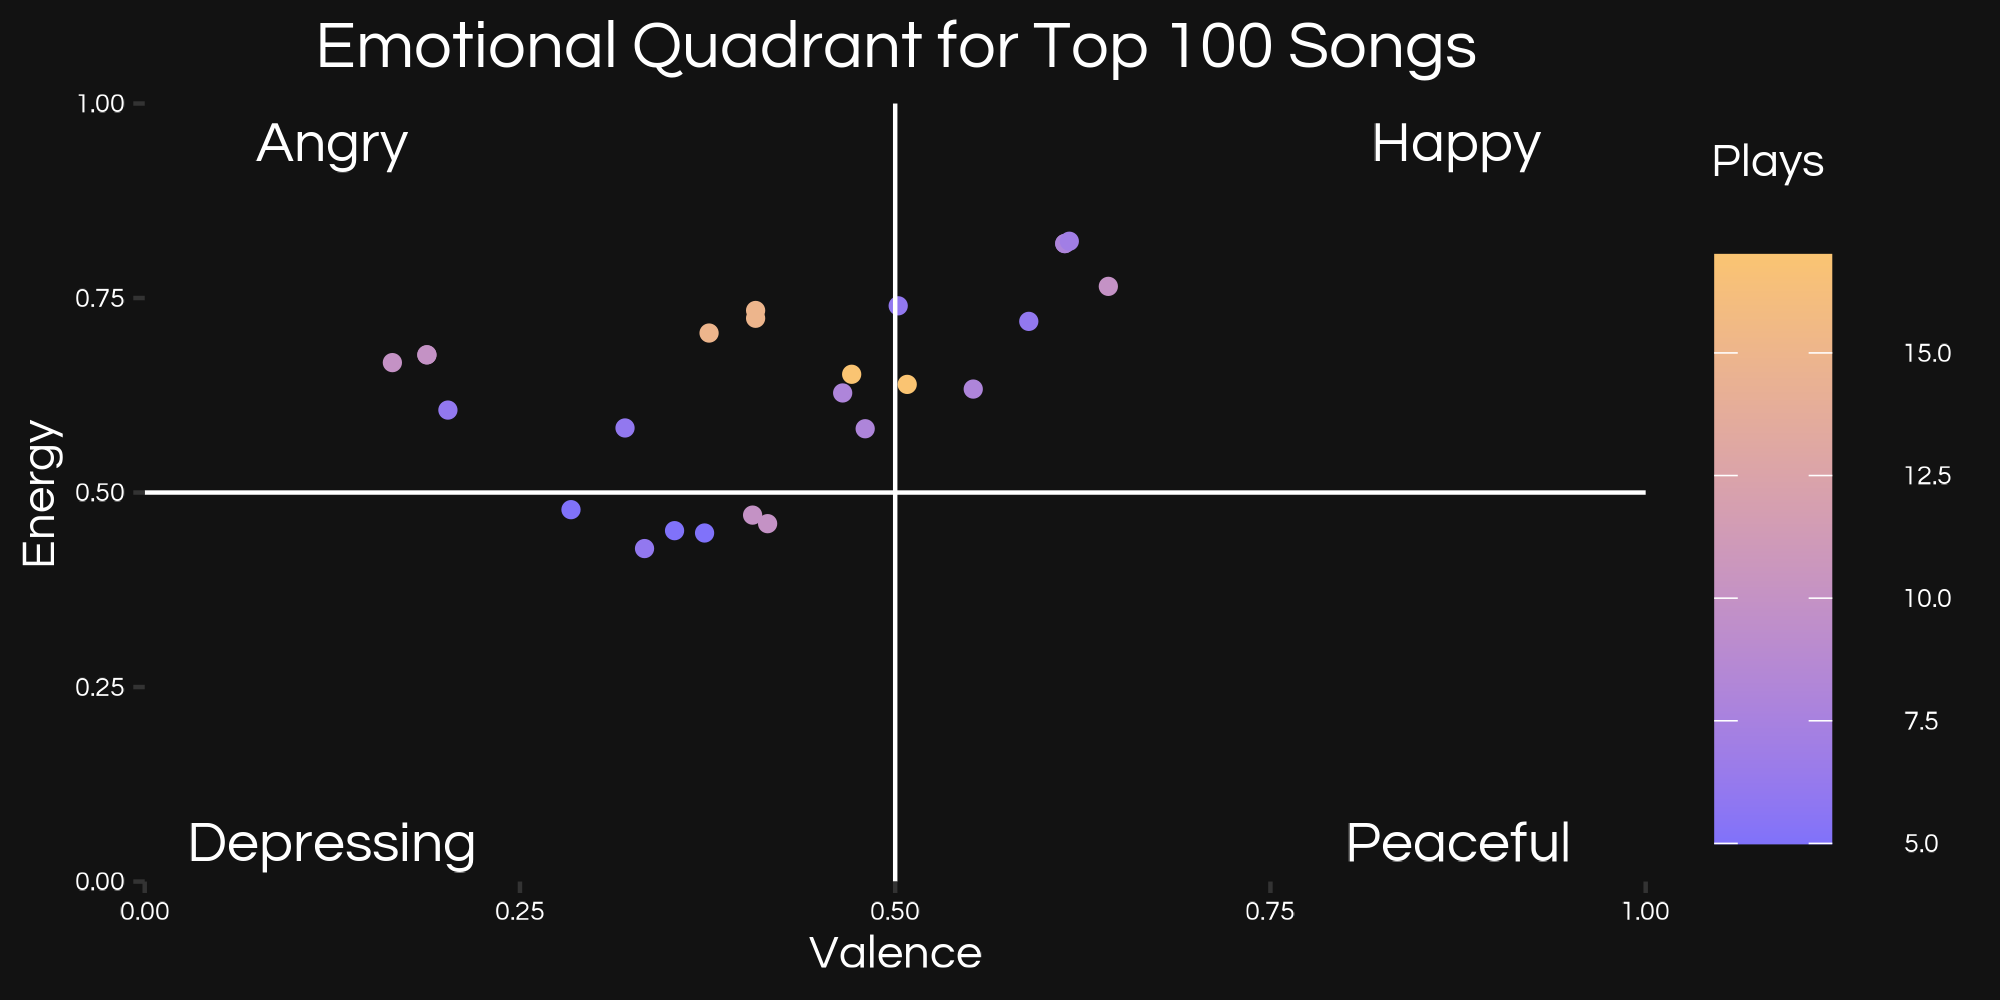 Emotional Quadrant for Top 100 Songs
1.00
Angry
Happy
Plays
0.75
15.0
12.5
Energy
0.50
10.0
0.25
7.5
Depressing
Peaceful
5.0
0.00
0.00 0.25 0.50 0.75 1.00
Valence